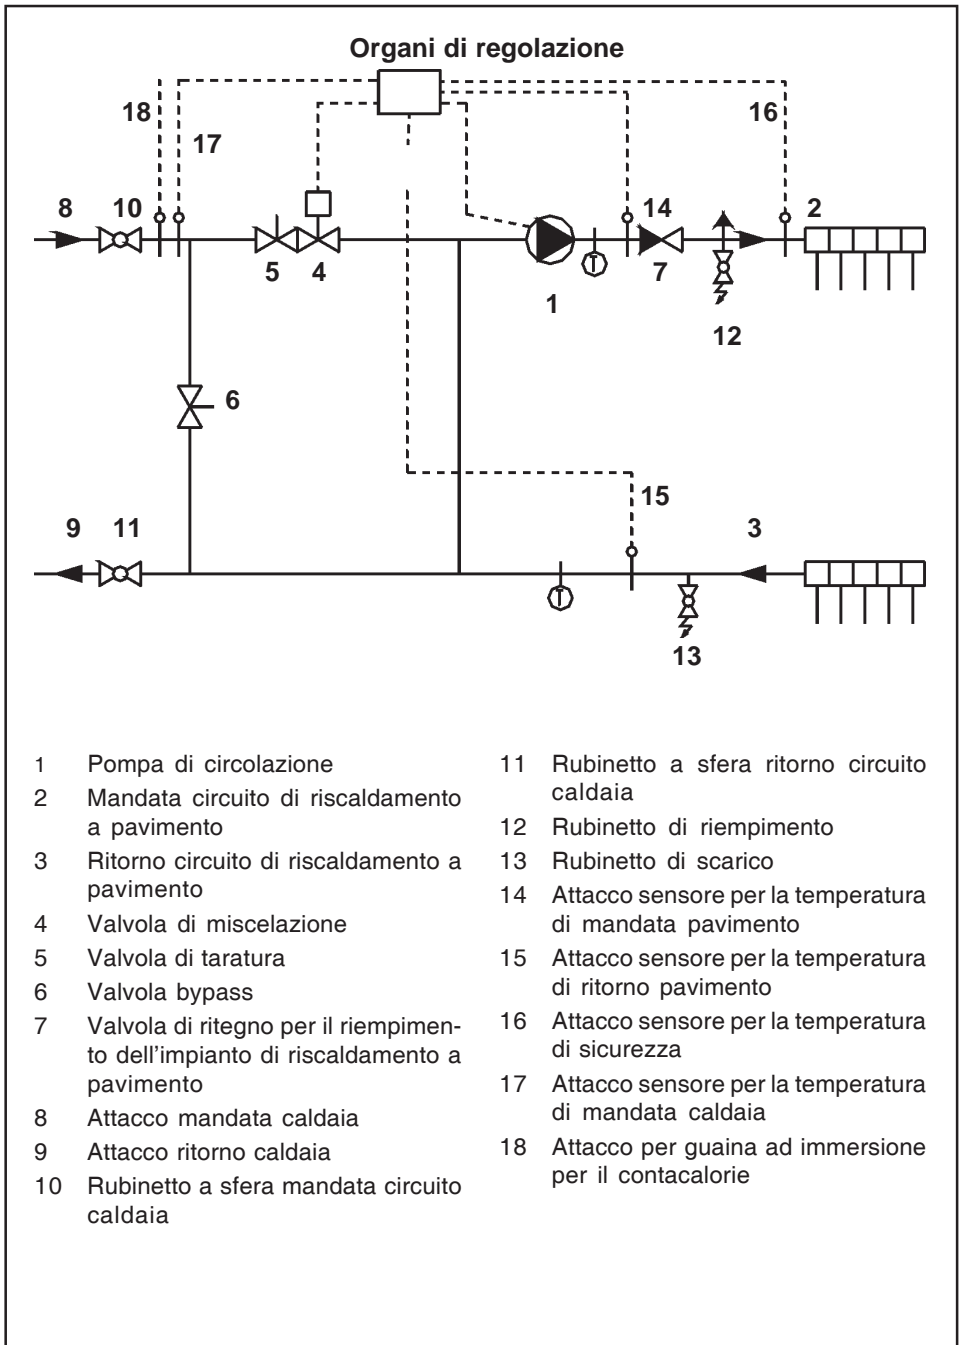 Organi di regolazione
18
16
17
8
10
14
2
5
4
T
7
1
12
6
15
9
11
3
T
13
1 Pompa di circolazione
2 Mandata circuito di riscaldamento
a pavimento
3 Ritorno circuito di riscaldamento a
pavimento
4 Valvola di miscelazione
5 Valvola di taratura
6 Valvola bypass
7 Valvola di ritegno per il riempimen-
to dell'impianto di riscaldamento a
pavimento
8 Attacco mandata caldaia
9 Attacco ritorno caldaia
10 Rubinetto a sfera mandata circuito
caldaia
11 Rubinetto a sfera ritorno circuito
caldaia
12 Rubinetto di riempimento
13 Rubinetto di scarico
14 Attacco sensore per la temperatura
di mandata pavimento
15 Attacco sensore per la temperatura
di ritorno pavimento
16 Attacco sensore per la temperatura
di sicurezza
17 Attacco sensore per la temperatura
di mandata caldaia
18 Attacco per guaina ad immersione
per il contacalorie